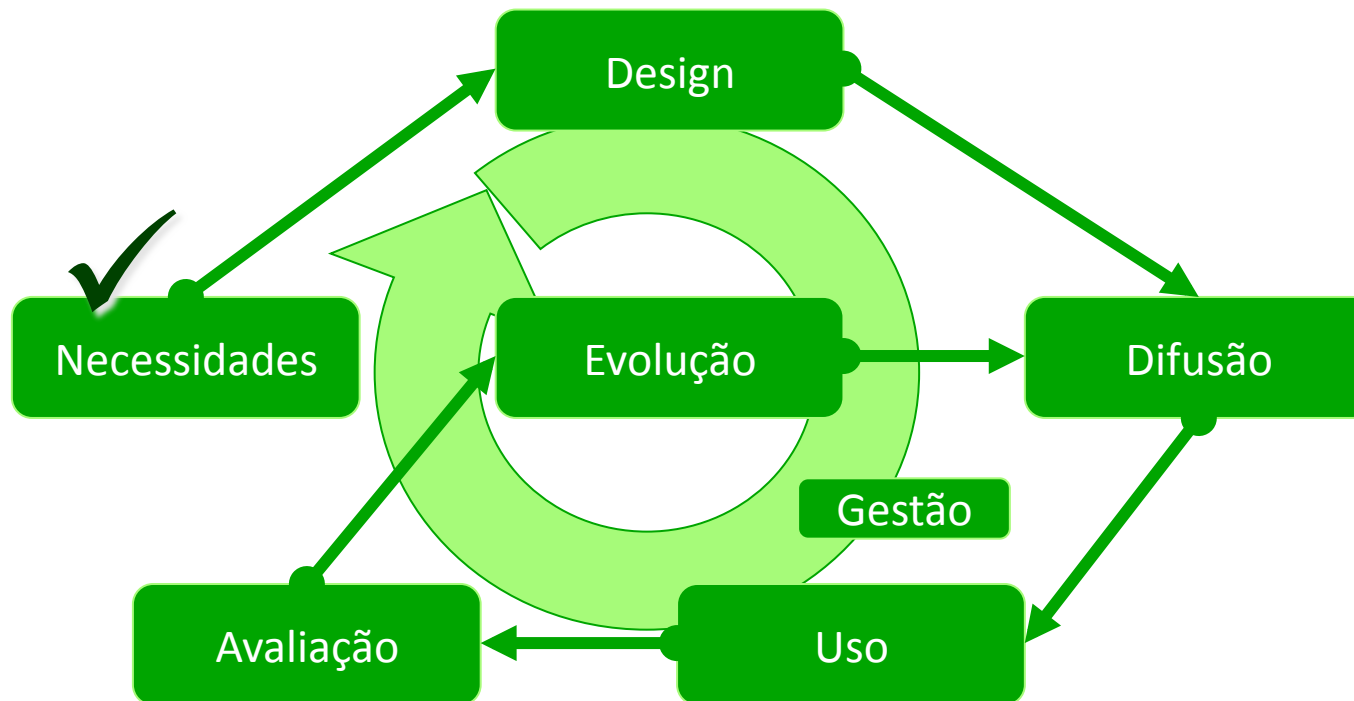 Design
Necessidades
Evolução
Difusão
Gestão
Avaliação
Uso